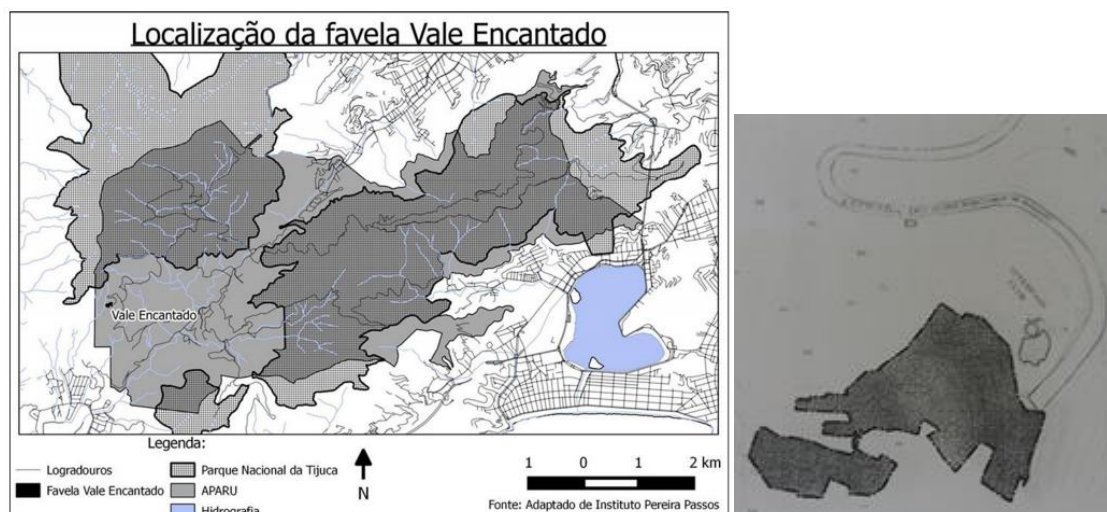 Localização da favela Vale Encantado
Vale Encantado
Legenda:
Logradouros
Favela Vale Encantado
Parque Nacional da Tijuca
APARU
Hidrografia
N
1 0 1 2 km
Fonte: Adaptado de Instituto Pereira Passos